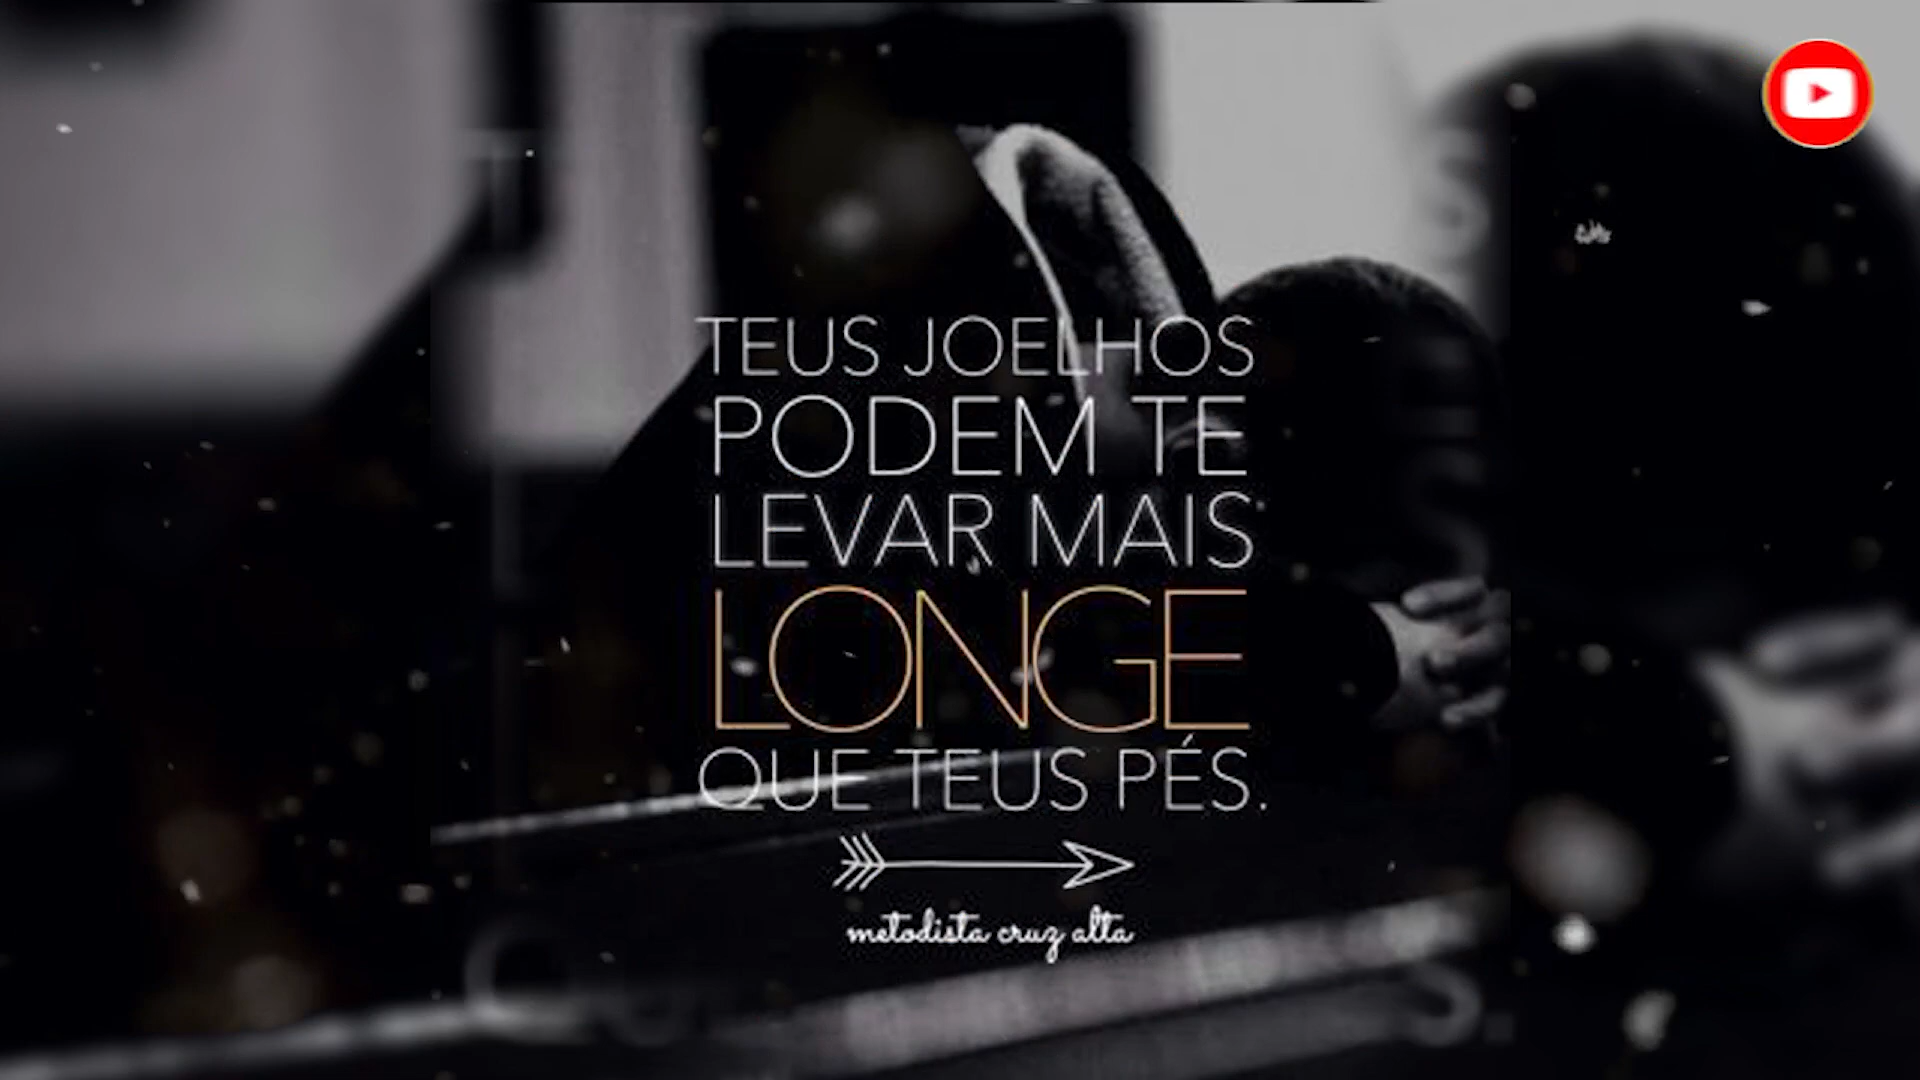 TEUS JOELHOS
PODEM TE
LEVAR MAIS
LONGE
QUE TEUS PÉS.
metodista cruz alta